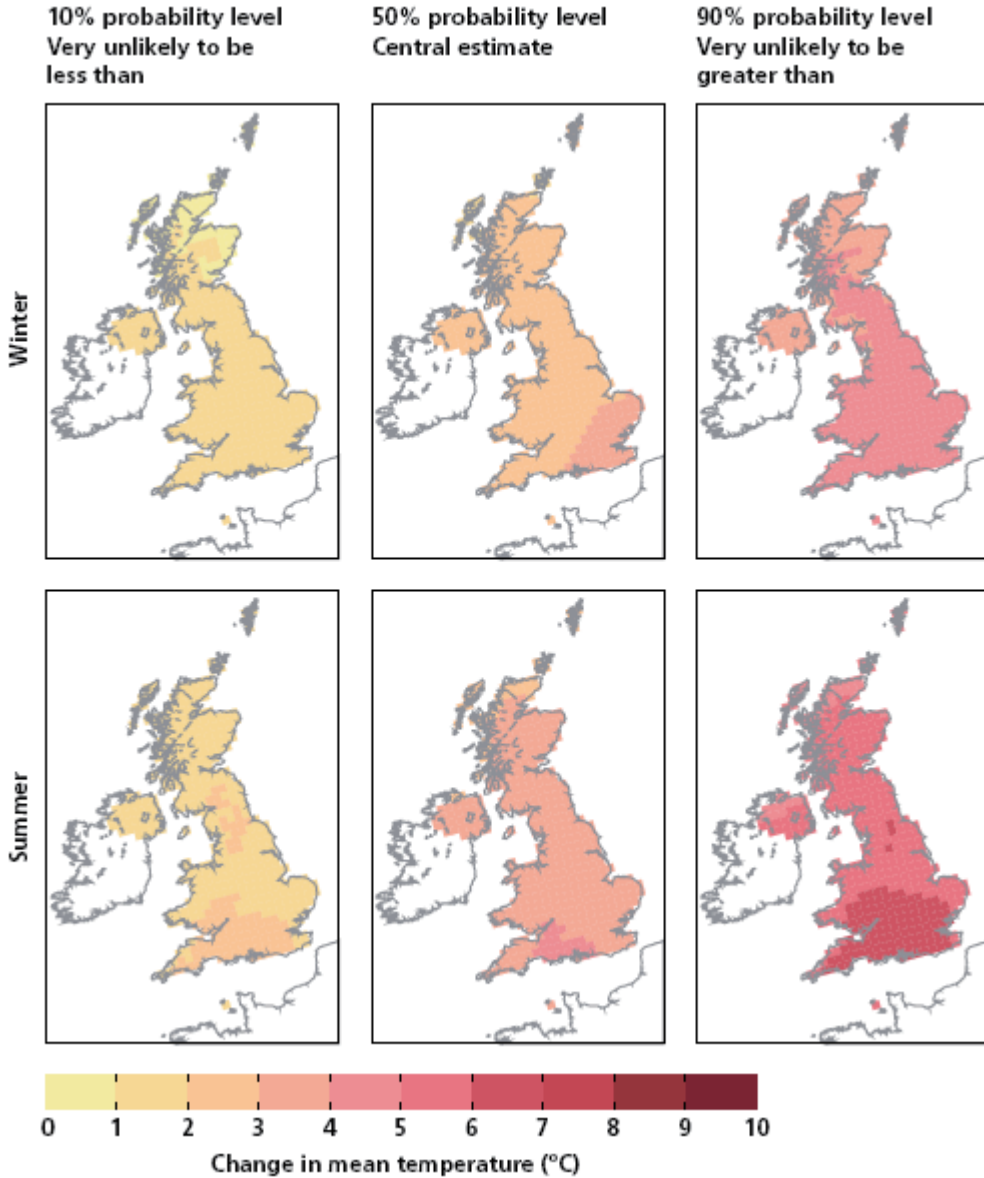 10% probability level
Very unlikely to be
less than
50% probability level
Central estimate
90% probability level
Very unlikely to be
greater than
Winter
Summer
0 1 2 3 4 5 6 7 8 9 10
Change in mean temperature (°C)